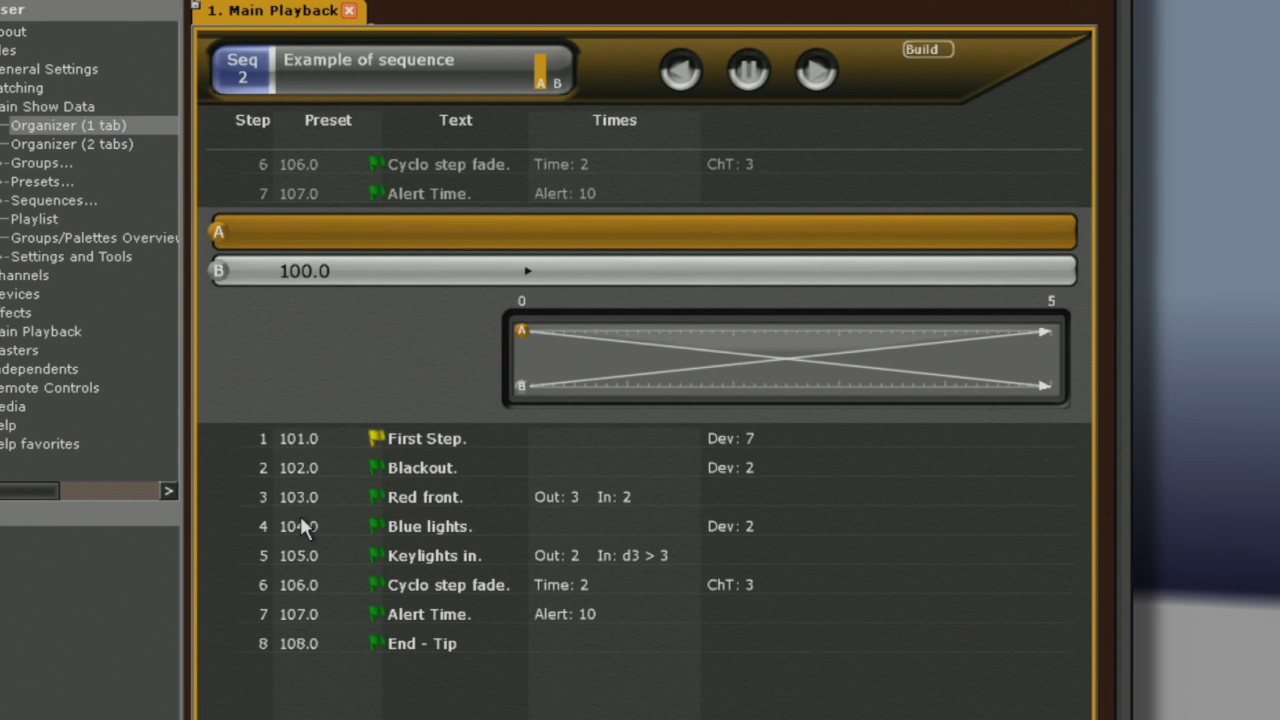 ser
1. Main Playback
bout
les
eneral Settings
atching
ain Show Data
Organizer (1 tab)
Organizer (2 tabs)
Groups...
Presets...
Sequences...
Playlist
Groups/Palettes Overview
Settings and Tools
hannels
evices
ffects
ain Playback
asters
ndependents
emote Controls
edia
elp
elp favorites
Seq 2
Example of sequence
A B
Build
Step Preset Text Times
6 106.0 Cyclo step fade. Time: 2 ChT: 3
7 107.0 Alert Time. Alert: 10
A
B 100.0
0 5
A
B
1 101.0 First Step. Dev: 7
2 102.0 Blackout. Dev: 2
3 103.0 Red front. Out: 3 In: 2
4 104.0 Blue lights. Dev: 2
5 105.0 Keylights in. Out: 2 In: d3 > 3
6 106.0 Cyclo step fade. Time: 2 ChT: 3
7 107.0 Alert Time. Alert: 10
8 108.0 End - Tip